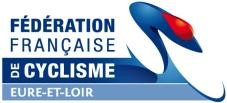 FÉDÉRATION
FRANÇAISE
DE CYCLISME
EURE-ET-LOIR